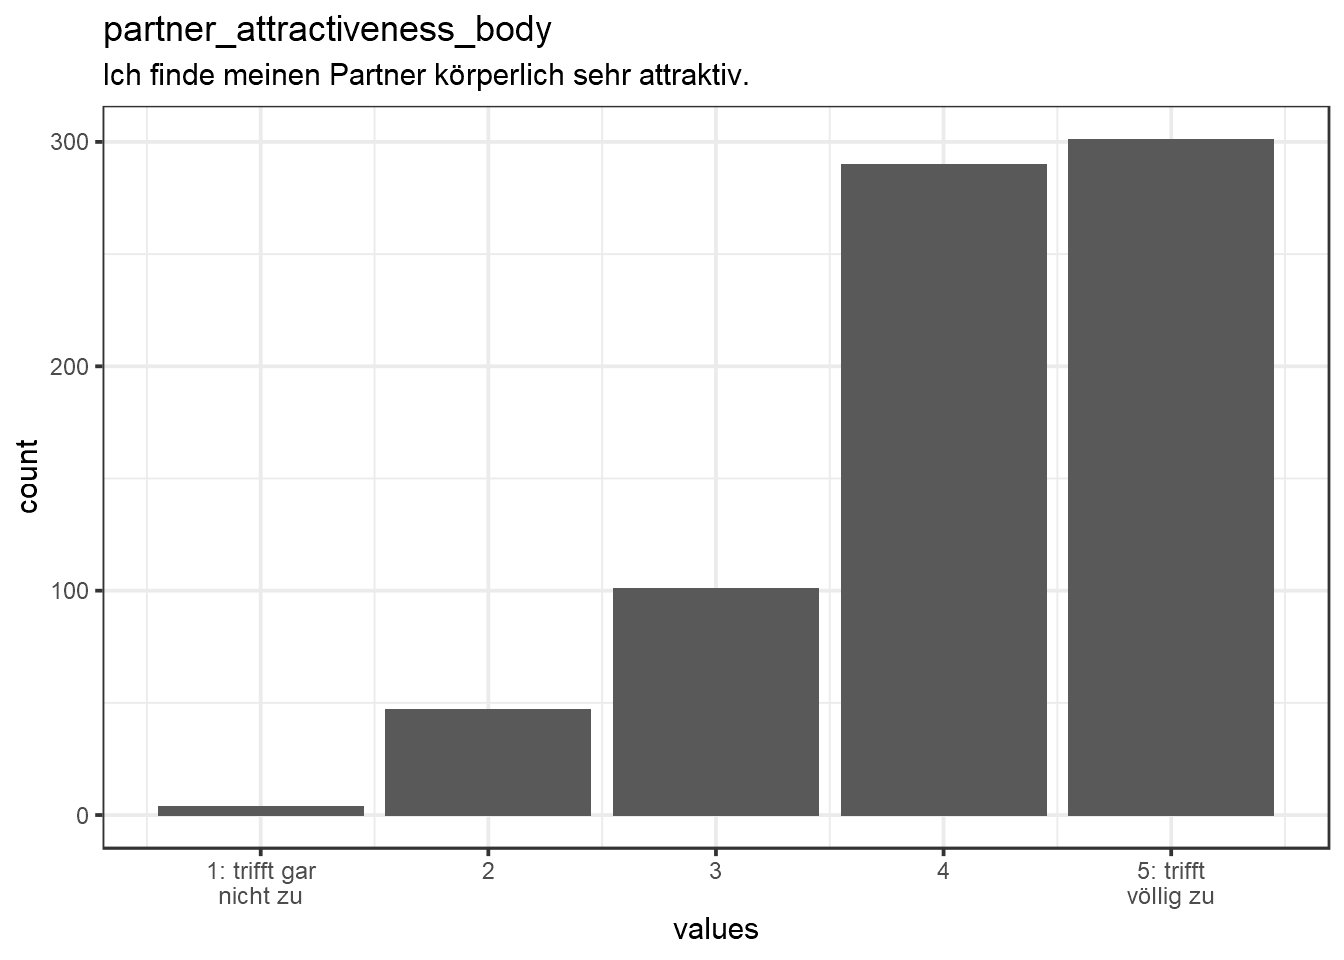 partner_attractiveness_body
Ich finde meinen Partner körperlich sehr attraktiv.
300
200
100
0
count
1: trifft gar
nicht zu
2
3
4
5: trifft
völlig zu
values